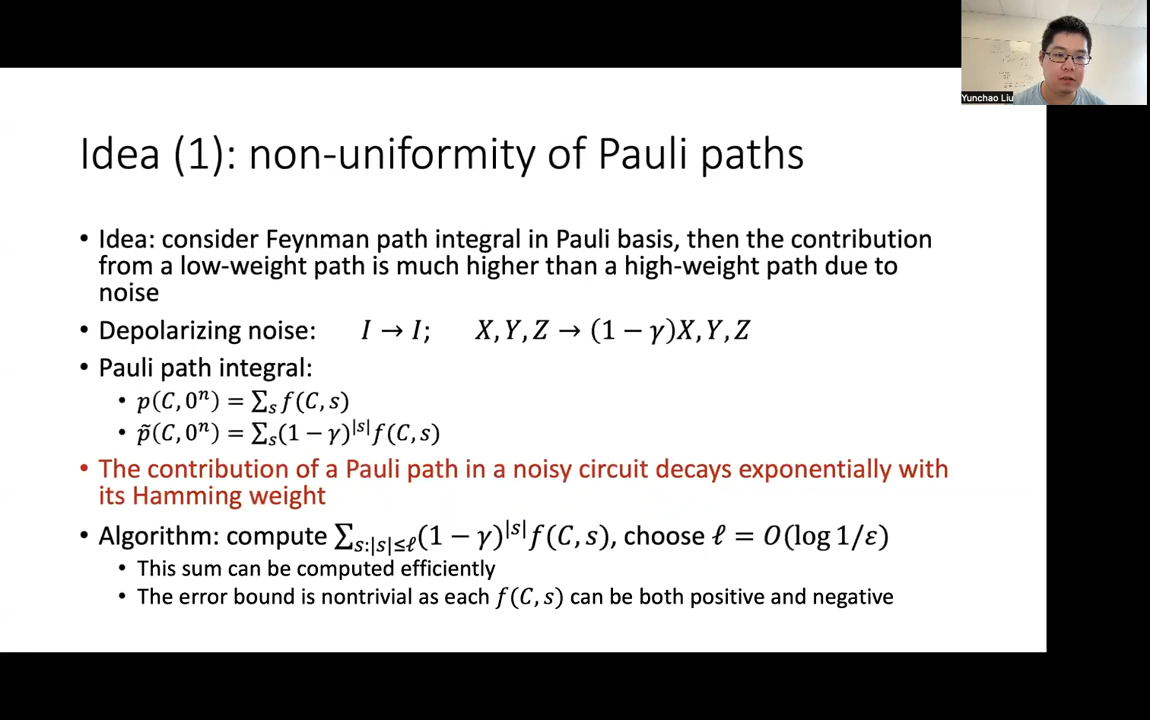 Yunchao Liu
Idea (1): non-uniformity of Pauli paths
• Idea: consider Feynman path integral in Pauli basis, then the contribution
from a low-weight path is much higher than a high-weight path due to
noise
• Depolarizing noise: I → I; X, Y, Z → (1 − γ)X, Y, Z
• Pauli path integral:
• p(C, 0ⁿ) = Σₛ f(C, s)
• p̃(C, 0ⁿ) = Σₛ(1 − γ)^|s| f(C, s)
• The contribution of a Pauli path in a noisy circuit decays exponentially with
its Hamming weight
• Algorithm: compute Σ_{s:|s|≤ℓ}(1 − γ)^|s| f(C, s), choose ℓ = O(log 1/ε)
• This sum can be computed efficiently
• The error bound is nontrivial as each f(C, s) can be both positive and negative